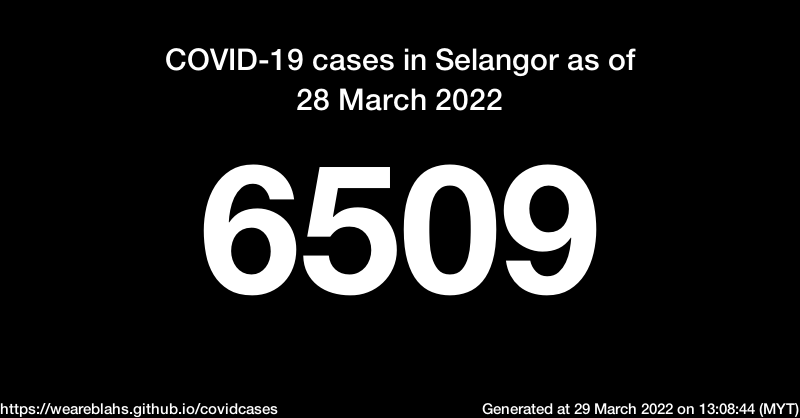 COVID-19 cases in Selangor as of
28 March 2022
6509
https://weareblahs.github.io/covidcases
Generated at 29 March 2022 on 13:08:44 (MYT)